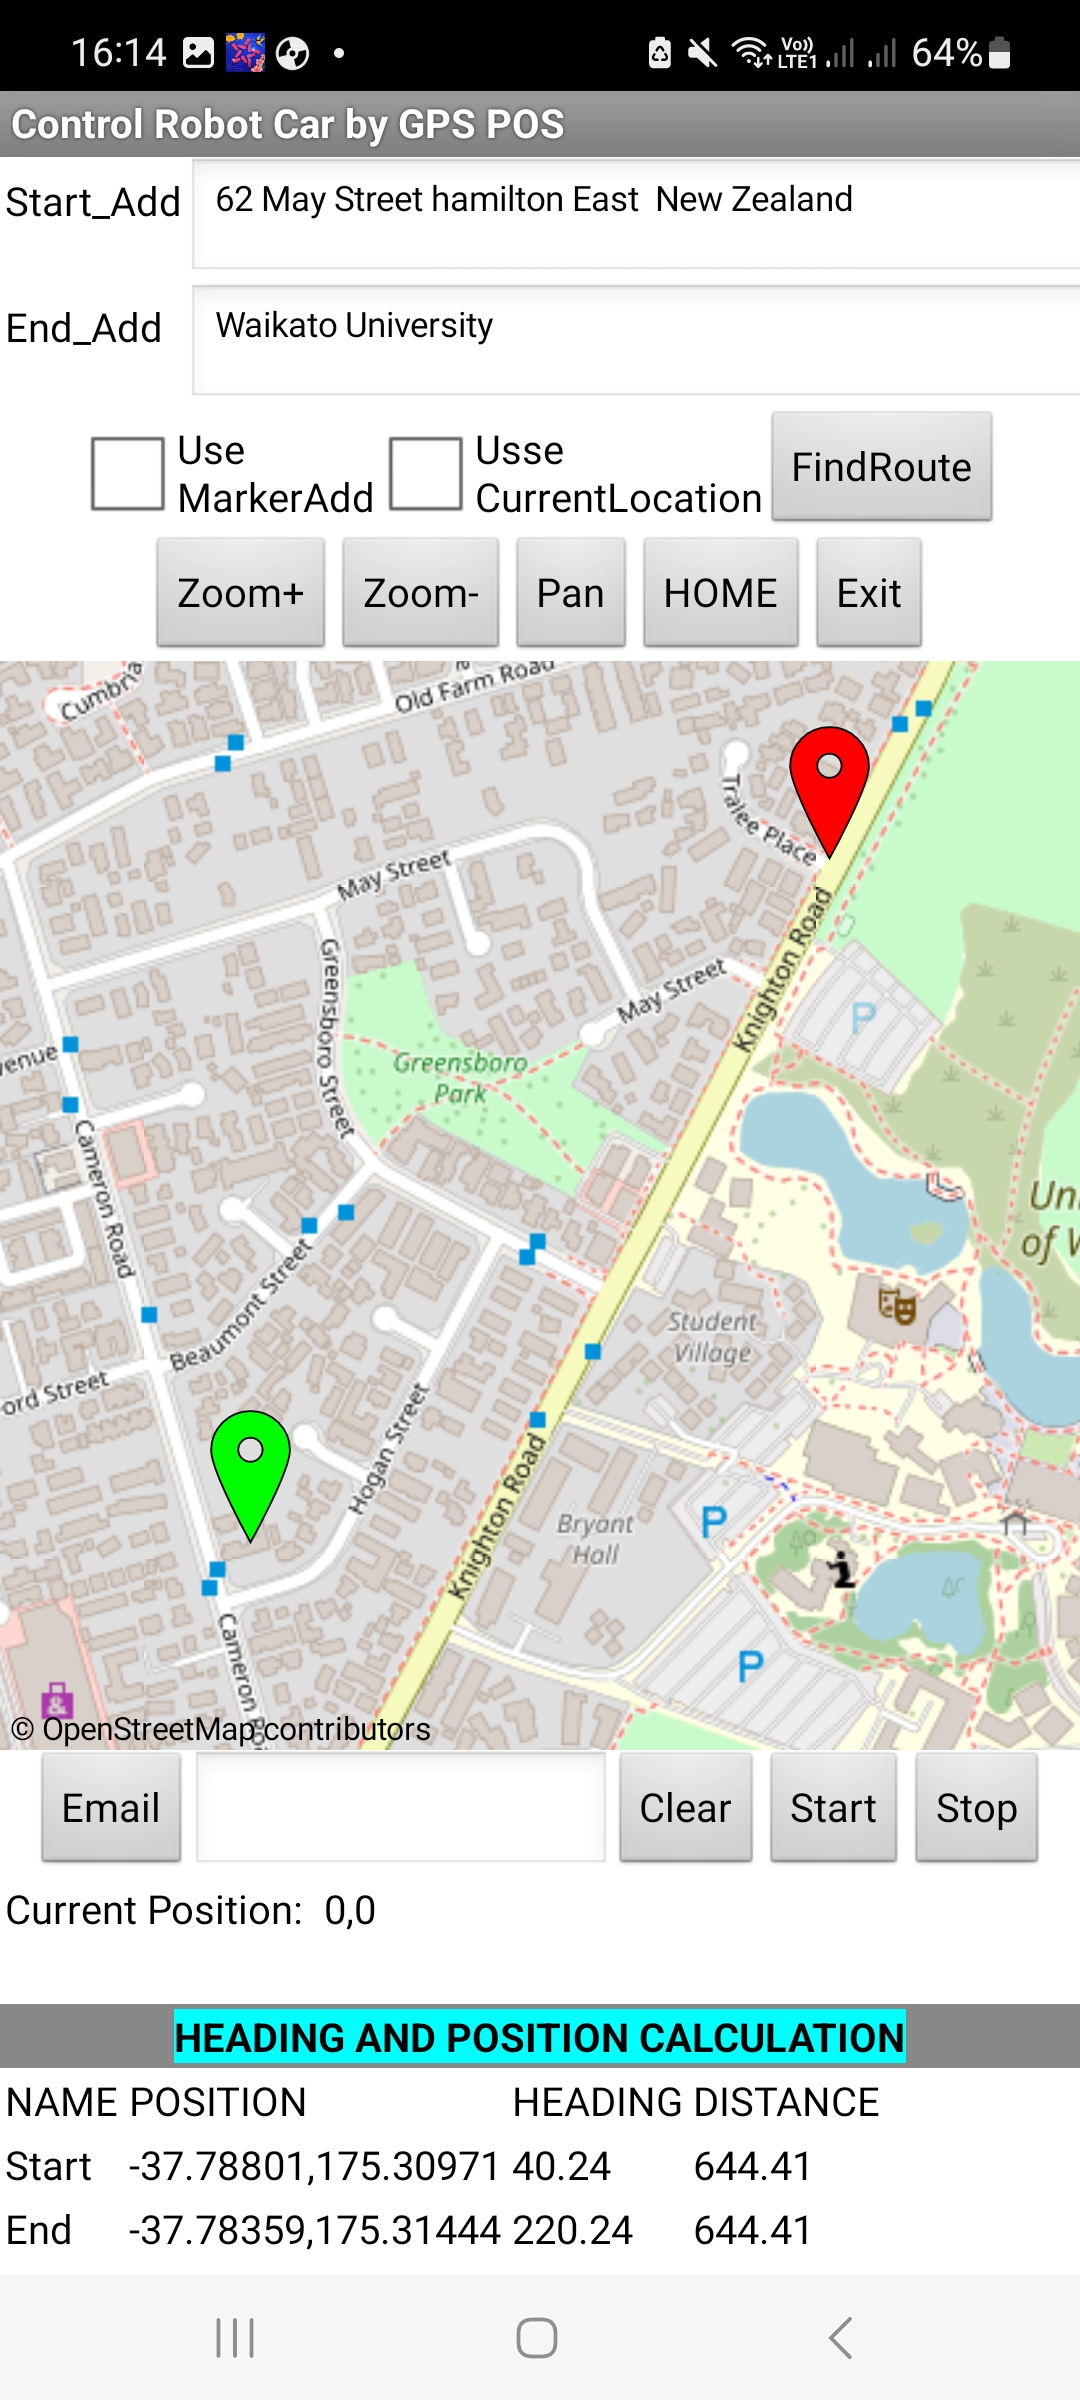 16:14
Vo))
LTE1
64%
Control Robot Car by GPS POS
Start_Add
62 May Street hamilton East  New Zealand
End_Add
Waikato University
Use
MarkerAdd
Usse
CurrentLocation
FindRoute
Zoom+
Zoom-
Pan
HOME
Exit
Cumbria
Old Farm Road
Tralee Place
May Street
Knighton Road
Greensboro Street
May Street
P
Greensboro
Park
venue
Cameron Road
Un
of W
Beaumont Street
Student
Village
ord Street
Hogan Street
Knighton Road
Bryant
Hall
P
P
Cameron Ro
© OpenStreetMap contributors
Email
Clear
Start
Stop
Current Position:  0,0
HEADING AND POSITION CALCULATION
NAME POSITION HEADING DISTANCE
Start -37.78801,175.30971 40.24 644.41
End -37.78359,175.31444 220.24 644.41